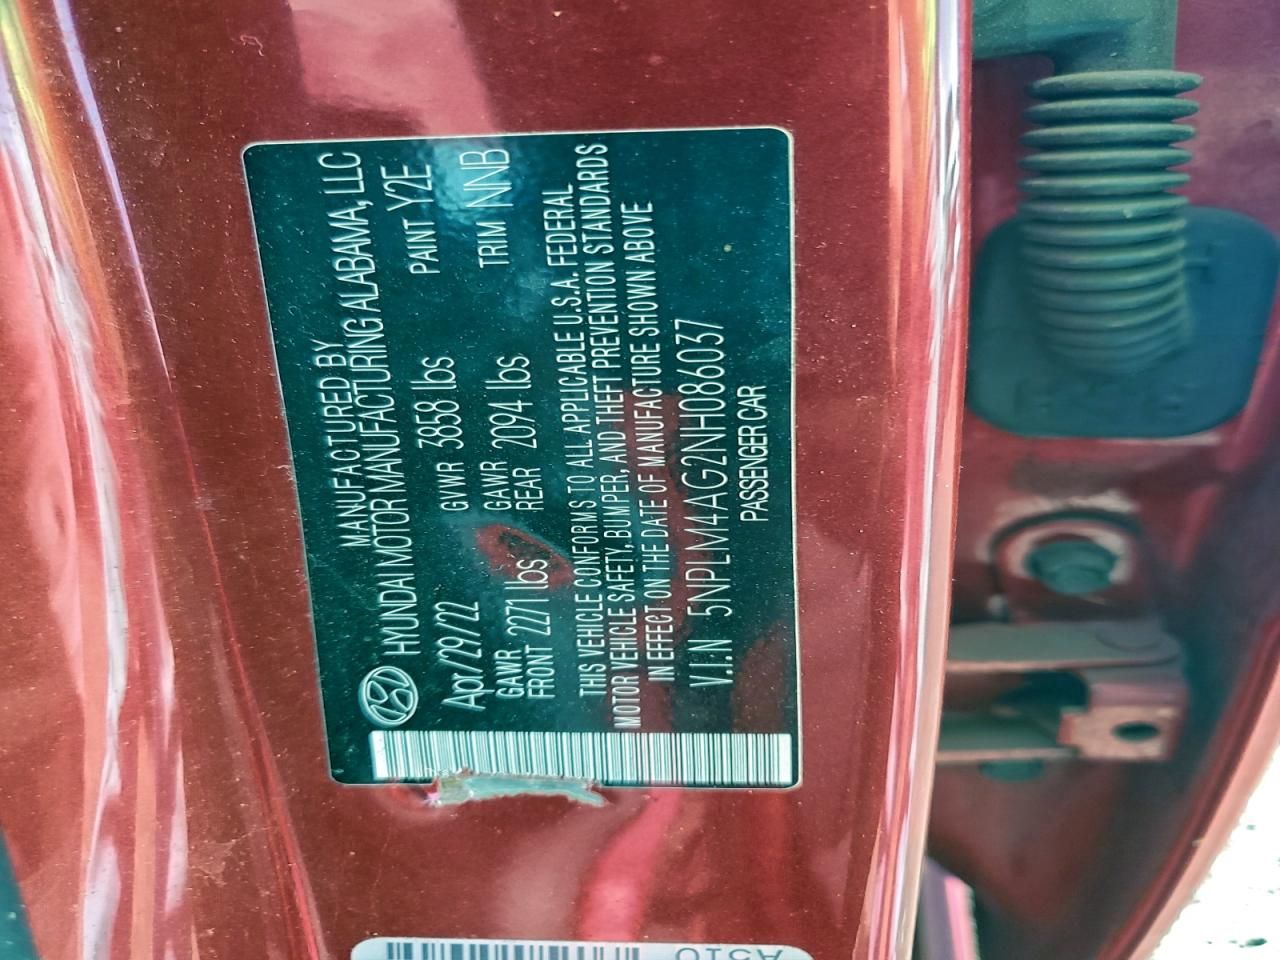 MANUFACTURED BY
HYUNDAI MOTOR MANUFACTURING ALABAMA, LLC
Apr/29/22 GVWR 3858 lbs PAINT Y2E
GAWR FRONT 2271 lbs GAWR REAR 2094 lbs TRIM NNB
THIS VEHICLE CONFORMS TO ALL APPLICABLE U.S.A. FEDERAL
MOTOR VEHICLE SAFETY, BUMPER, AND THEFT PREVENTION STANDARDS
IN EFFECT ON THE DATE OF MANUFACTURE SHOWN ABOVE
V.I.N 5NPLM4AG2NH086037
PASSENGER CAR